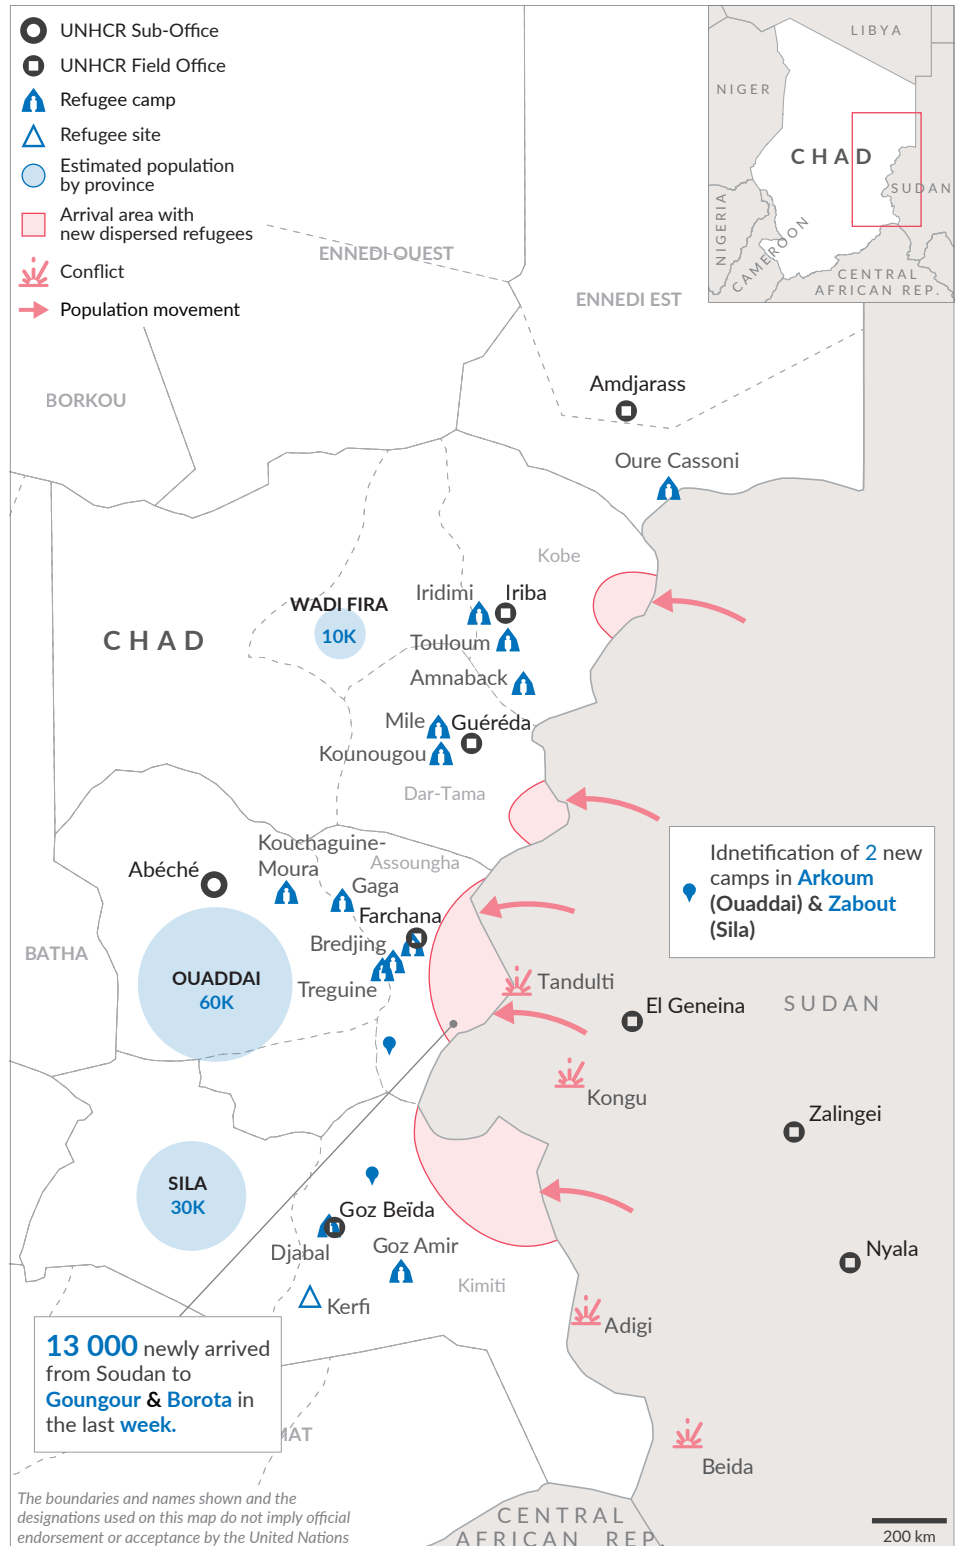 UNHCR Sub-Office
UNHCR Field Office
Refugee camp
Refugee site
Estimated population
by province
Arrival area with
new dispersed refugees
Conflict
Population movement
LIBYA
NIGER
CHAD
SUDAN
NIGERIA
CAMEROON
CENTRAL
AFRICAN REP.
ENNEDI OUEST
ENNEDI EST
BORKOU
Amdjarass
Oure Cassoni
Kobe
Iridimi
Iriba
WADI FIRA
10K
CHAD
Touloum
Amnaback
Mile
Guéréda
Kounougou
Dar-Tama
Kouchaguine-
Moura
Assoungha
Abéché
Gaga
Farchana
Bredjing
Treguine
BATHA
OUADDAI
60K
Idnetification of 2 new
camps in Arkoum
(Ouaddai) & Zabout
(Sila)
Tandulti
El Geneina
SUDAN
Kongu
Zalingei
SILA
30K
Goz Beïda
Djabal
Goz Amir
Nyala
Kimiti
Kerfi
Adigi
13 000 newly arrived
from Soudan to
Goungour & Borota in
the last week.
MAT
Beida
The boundaries and names shown and the
designations used on this map do not imply official
endorsement or acceptance by the United Nations
CENTRAL
AFRICAN REP.
200 km